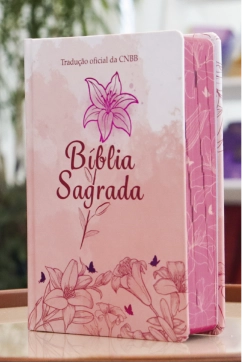 Tradução oficial da CNBB
Bíblia
Sagrada